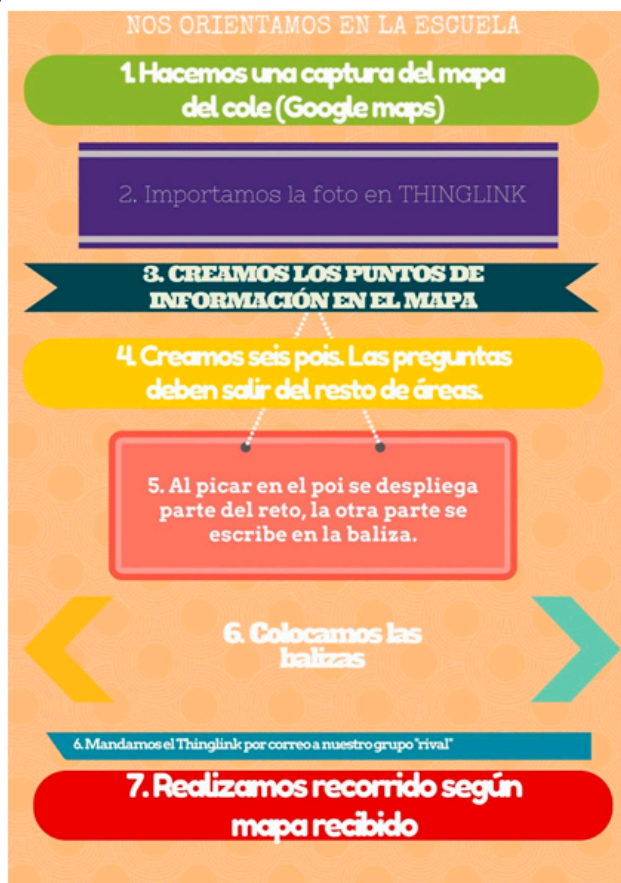 NOS ORIENTAMOS EN LA ESCUELA
1. Hacemos una captura del mapa
del cole (Google maps)
2. Importamos la foto en THINGLINK
3. CREAMOS LOS PUNTOS DE
INFORMACIÓN EN EL MAPA
4. Creamos seis pois. Las preguntas
deben salir del resto de áreas.
5. Al picar en el poi se despliega
parte del reto, la otra parte se
escribe en la baliza.
6. Colocamos las
balizas
6. Mandamos el Thinglink por correo a nuestro grupo "rival"
7. Realizamos recorrido según
mapa recibido